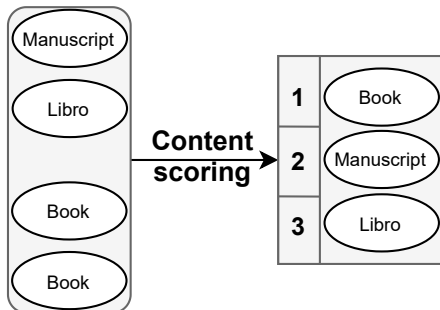 Manuscript
Libro
Book
Book
Content
scoring
1 Book
2 Manuscript
3 Libro